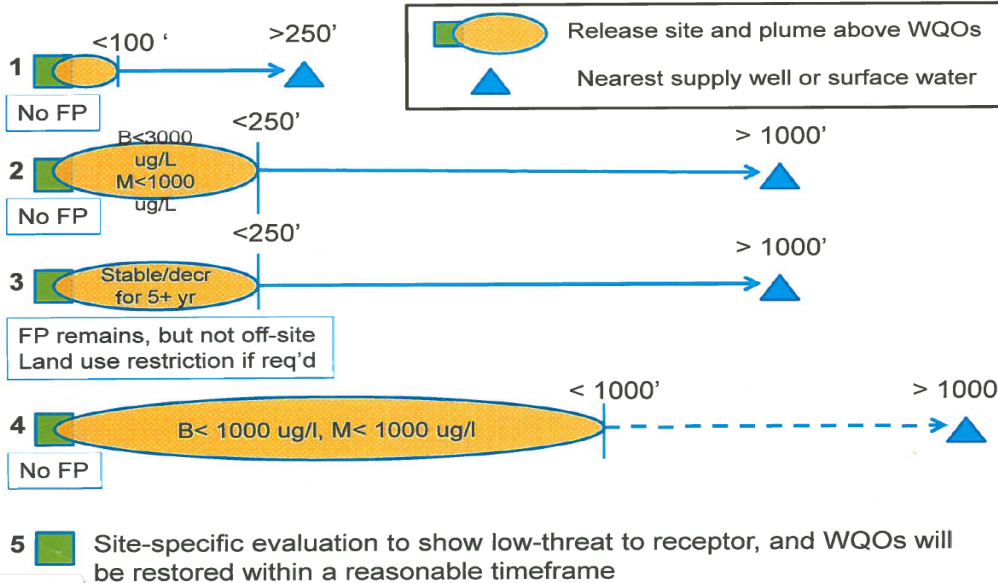 <100 ‘
>250’
Release site and plume above WQOs
Nearest supply well or surface water
1
No FP
<250’
> 1000’
B<3000
ug/L
M<1000
ug/L
2
No FP
<250’
> 1000’
3
Stable/decr
for 5+ yr
FP remains, but not off-site
Land use restriction if req’d
< 1000’
> 1000
4
B< 1000 ug/l, M< 1000 ug/l
No FP
5 Site-specific evaluation to show low-threat to receptor, and WQOs will
be restored within a reasonable timeframe